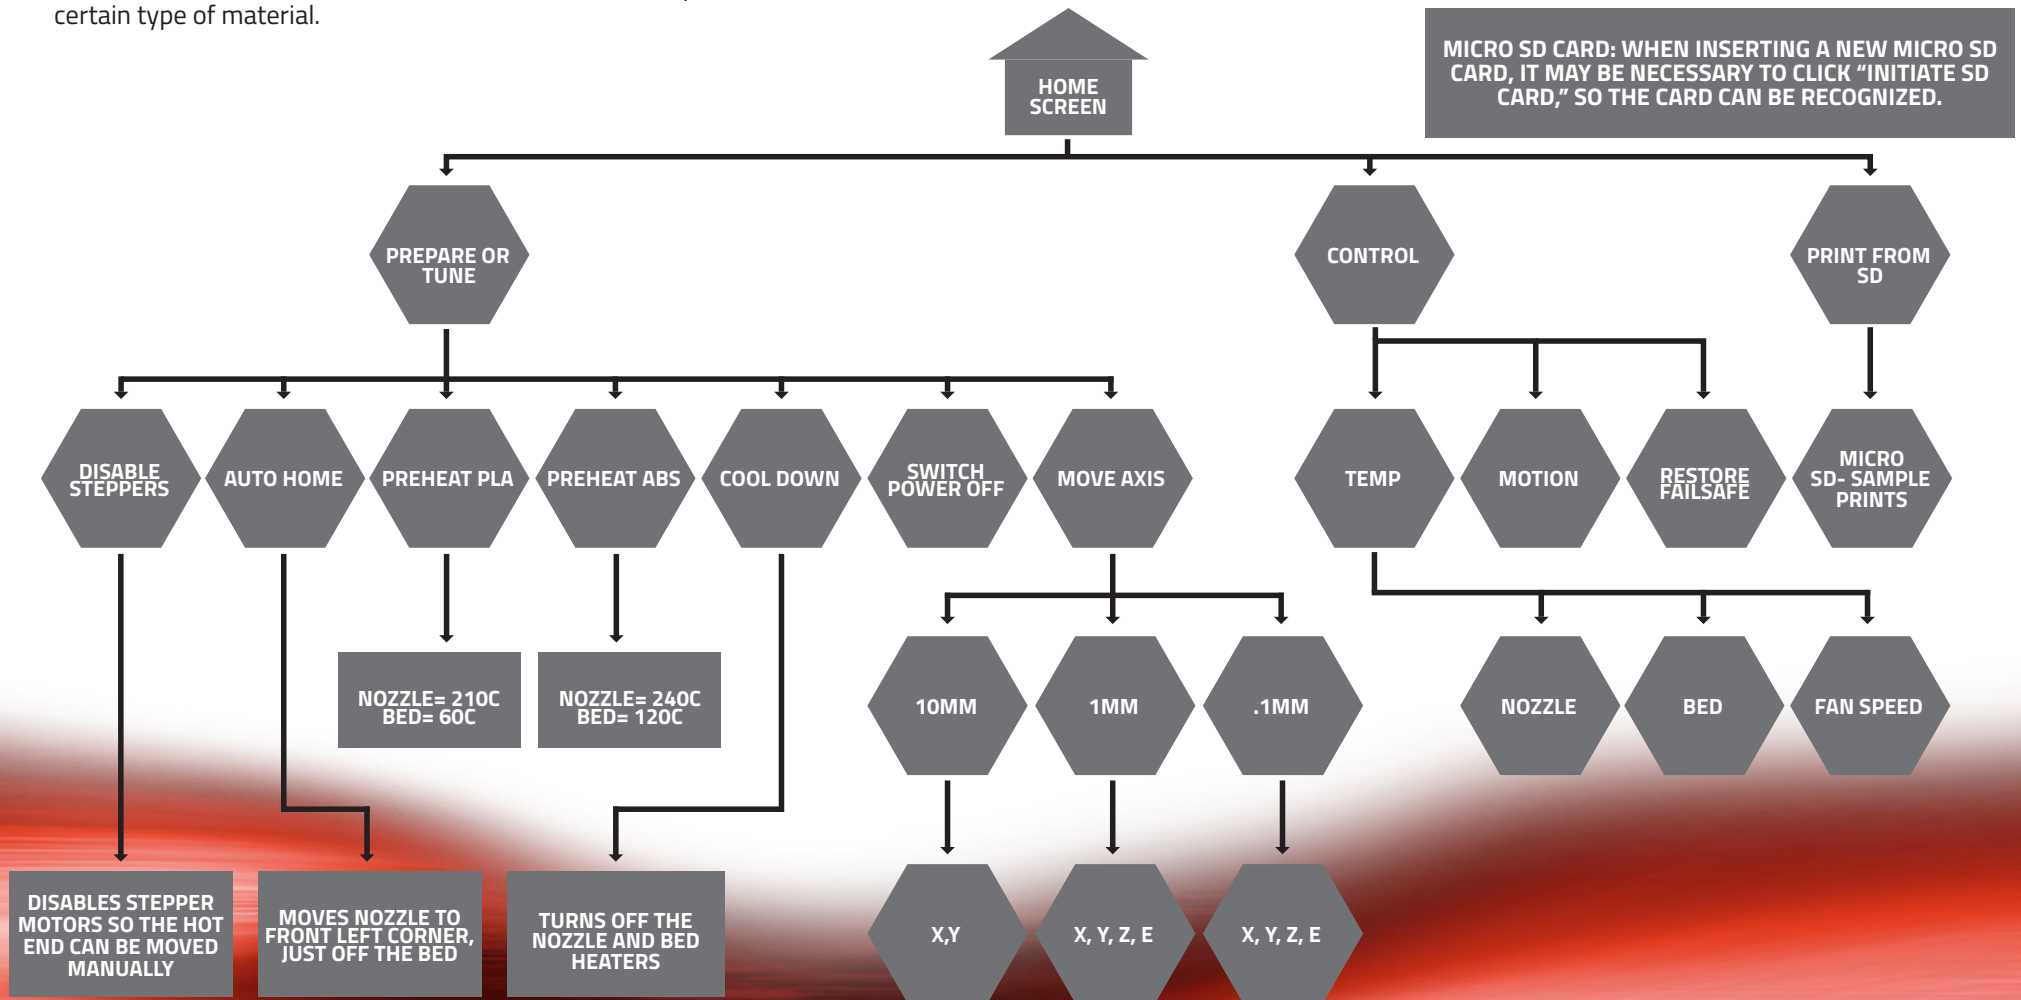 certain type of material.
HOME
SCREEN
MICRO SD CARD: WHEN INSERTING A NEW MICRO SD
CARD, IT MAY BE NECESSARY TO CLICK “INITIATE SD
CARD,” SO THE CARD CAN BE RECOGNIZED.
PREPARE OR
TUNE
CONTROL
PRINT FROM
SD
DISABLE
STEPPERS
AUTO HOME
PREHEAT PLA
PREHEAT ABS
COOL DOWN
SWITCH
POWER OFF
MOVE AXIS
TEMP
MOTION
RESTORE
FAILSAFE
MICRO
SD- SAMPLE
PRINTS
NOZZLE= 210C
BED= 60C
NOZZLE= 240C
BED= 120C
10MM
1MM
.1MM
NOZZLE
BED
FAN SPEED
DISABLES STEPPER
MOTORS SO THE HOT
END CAN BE MOVED
MANUALLY
MOVES NOZZLE TO
FRONT LEFT CORNER,
JUST OFF THE BED
TURNS OFF THE
NOZZLE AND BED
HEATERS
X,Y
X, Y, Z, E
X, Y, Z, E